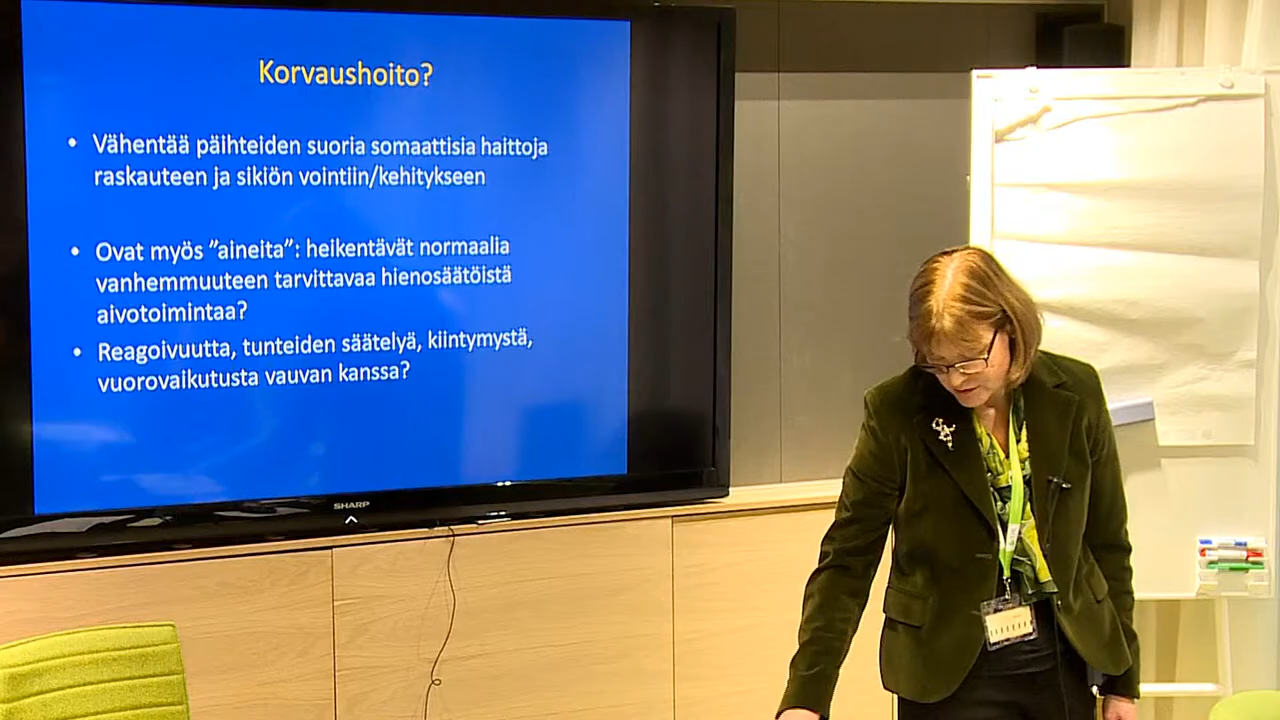 Korvaushoito?
• Vähentää päihteiden suoria somaattisia haittoja
raskauteen ja sikiön vointiin/kehitykseen
• Ovat myös ”aineita”: heikentävät normaalia
vanhemmuuteen tarvittavaa hienosäätöistä
aivotoimintaa?
• Reagoivuutta, tunteiden säätelyä, kiintymystä,
vuorovaikutusta vauvan kanssa?
SHARP